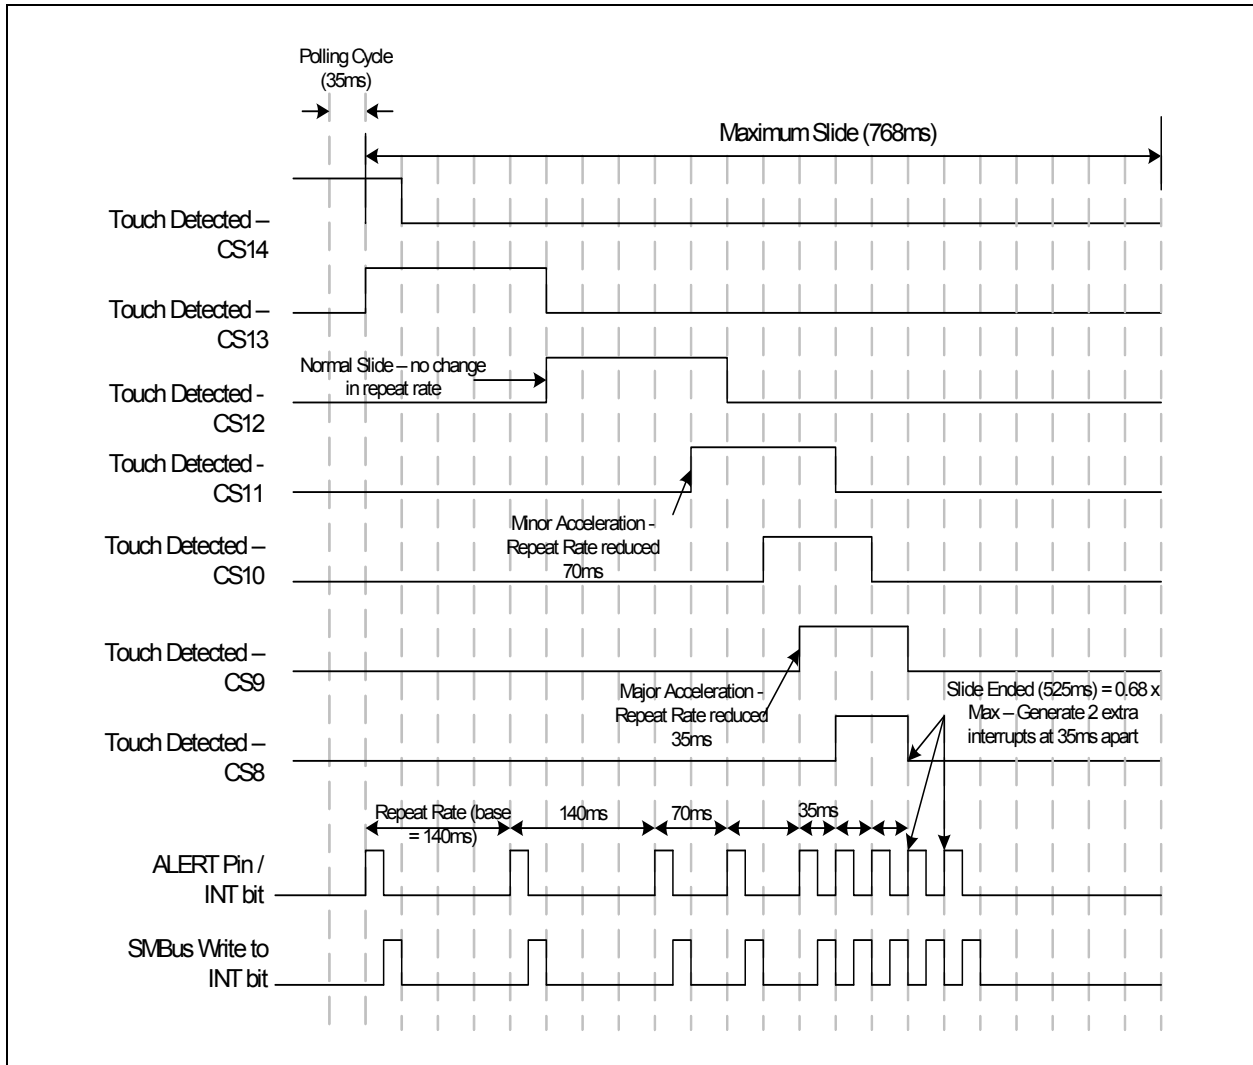 Polling Cycle
(35ms)
Maximum Slide (768ms)
Touch Detected –
CS14
Touch Detected –
CS13
Normal Slide – no change
in repeat rate
Touch Detected -
CS12
Touch Detected -
CS11
Minor Acceleration -
Repeat Rate reduced
70ms
Touch Detected –
CS10
Touch Detected –
CS9
Major Acceleration -
Repeat Rate reduced
35ms
Slide Ended (525ms) = 0.68 x
Max – Generate 2 extra
interrupts at 35ms apart
Touch Detected –
CS8
Repeat Rate (base
= 140ms)
140ms
70ms
35ms
ALERT Pin /
INT bit
SMBus Write to
INT bit